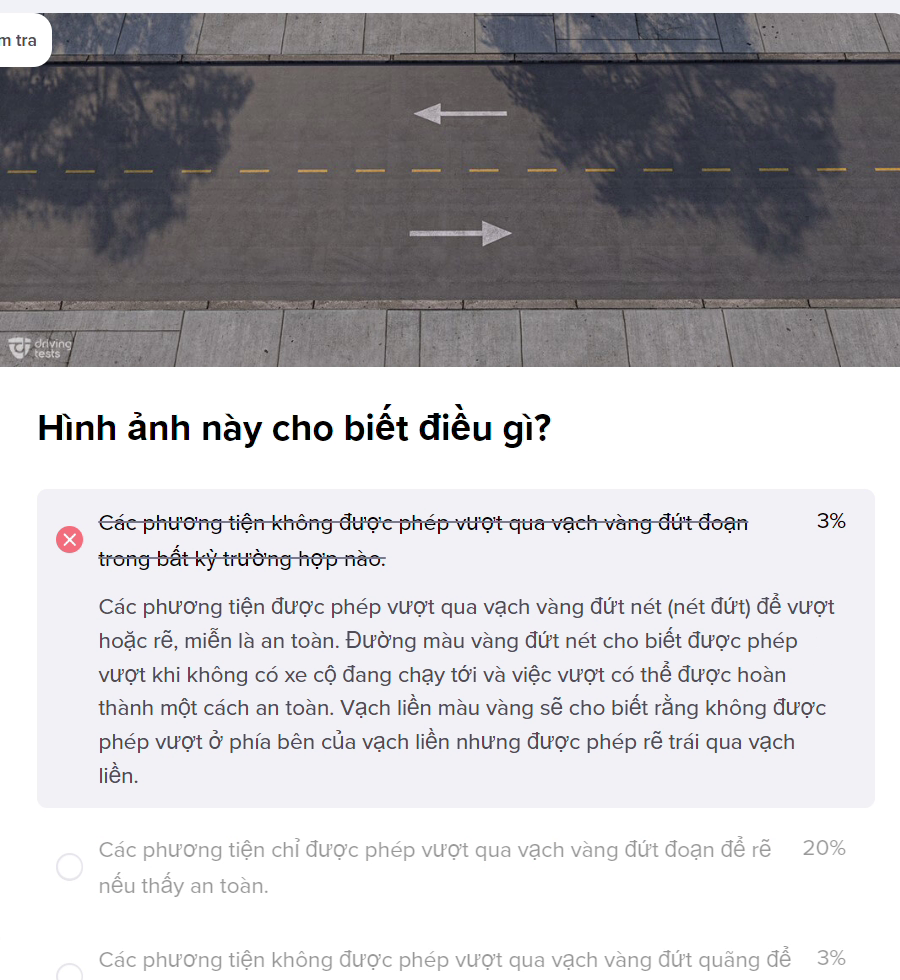 m tra
driving
tests
Hình ảnh này cho biết điều gì?
Các phương tiện không được phép vượt qua vạch vàng đứt đoạn 3%
trong bất kỳ trường hợp nào.
Các phương tiện được phép vượt qua vạch vàng đứt nét (nét đứt) để vượt
hoặc rẽ, miễn là an toàn. Đường màu vàng đứt nét cho biết được phép
vượt khi không có xe cộ đang chạy tới và việc vượt có thể được hoàn
thành một cách an toàn. Vạch liền màu vàng sẽ cho biết rằng không được
phép vượt ở phía bên của vạch liền nhưng được phép rẽ trái qua vạch
liền.
Các phương tiện chỉ được phép vượt qua vạch vàng đứt đoạn để rẽ 20%
nếu thấy an toàn.
Các phương tiện không được phép vượt qua vạch vàng đứt quãng để 3%